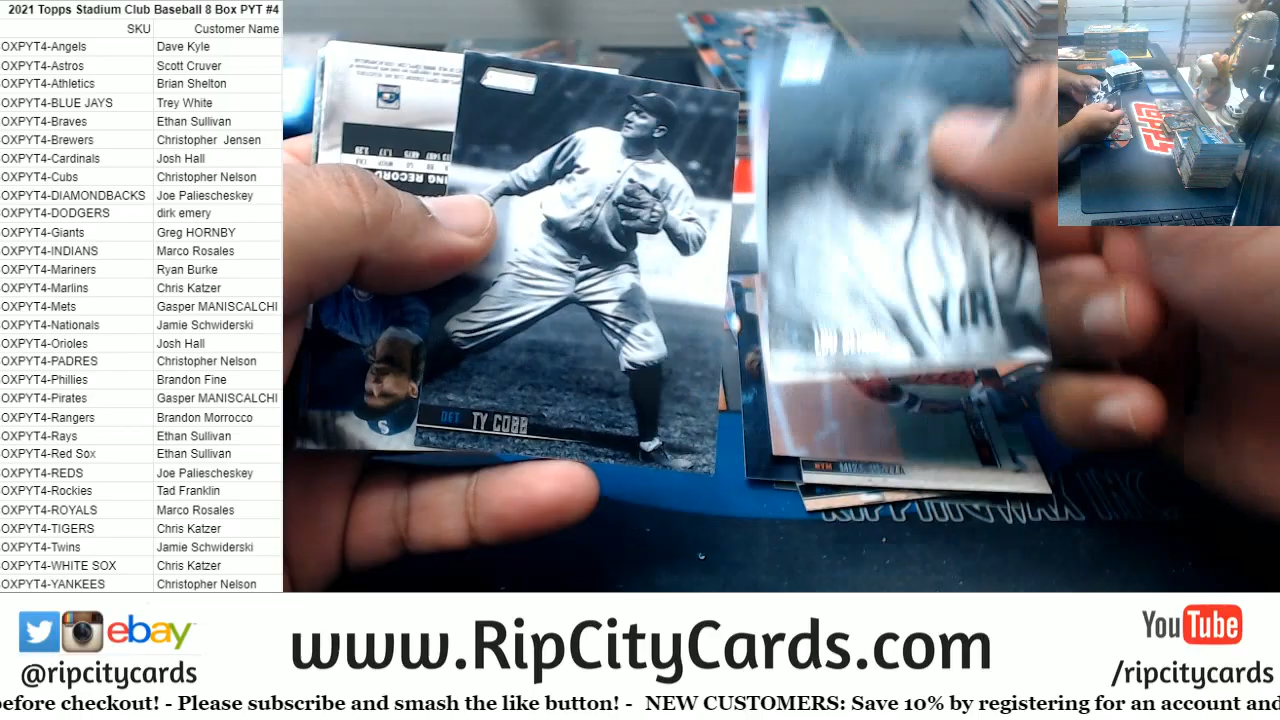 2021 Topps Stadium Club Baseball 8 Box PYT #4
SKU Customer Name
OXPYT4-Angels Dave Kyle
OXPYT4-Astros Scott Cruver
OXPYT4-Athletics Brian Shelton
OXPYT4-BLUE JAYS Trey White
OXPYT4-Braves Ethan Sullivan
OXPYT4-Brewers Christopher Jensen
OXPYT4-Cardinals Josh Hall
OXPYT4-Cubs Christopher Nelson
OXPYT4-DIAMONDBACKS Joe Paliescheskey
OXPYT4-DODGERS dirk emery
OXPYT4-Giants Greg HORNBY
OXPYT4-INDIANS Marco Rosales
OXPYT4-Mariners Ryan Burke
OXPYT4-Marlins Chris Katzer
OXPYT4-Mets Gasper MANISCALCHI
OXPYT4-Nationals Jamie Schwiderski
OXPYT4-Orioles Josh Hall
OXPYT4-PADRES Christopher Nelson
OXPYT4-Phillies Brandon Fine
OXPYT4-Pirates Gasper MANISCALCHI
OXPYT4-Rangers Brandon Morrocco
OXPYT4-Rays Ethan Sullivan
OXPYT4-Red Sox Ethan Sullivan
OXPYT4-REDS Joe Paliescheskey
OXPYT4-Rockies Tad Franklin
OXPYT4-ROYALS Marco Rosales
OXPYT4-TIGERS Chris Katzer
OXPYT4-Twins Jamie Schwiderski
OXPYT4-WHITE SOX Chris Katzer
OXPYT4-YANKEES Christopher Nelson
DET TY COBB
NYM MIKE PIAZZA
ebay
@ripcitycards
www.RipCityCards.com
YouTube
/ripcitycards
before checkout! - Please subscribe and smash the like button! - NEW CUSTOMERS: Save 10% by registering for an account and